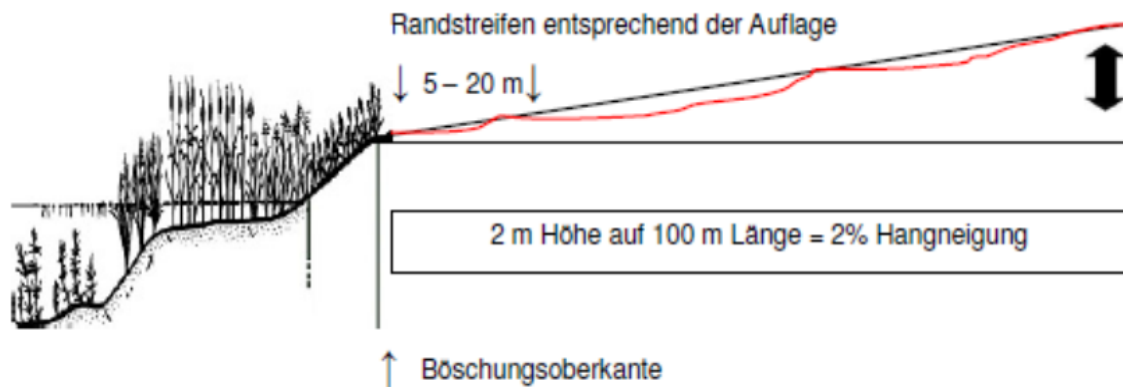 Randstreifen entsprechend der Auflage
↓ 5 – 20 m ↓
2 m Höhe auf 100 m Länge = 2% Hangneigung
↑ Böschungsoberkante